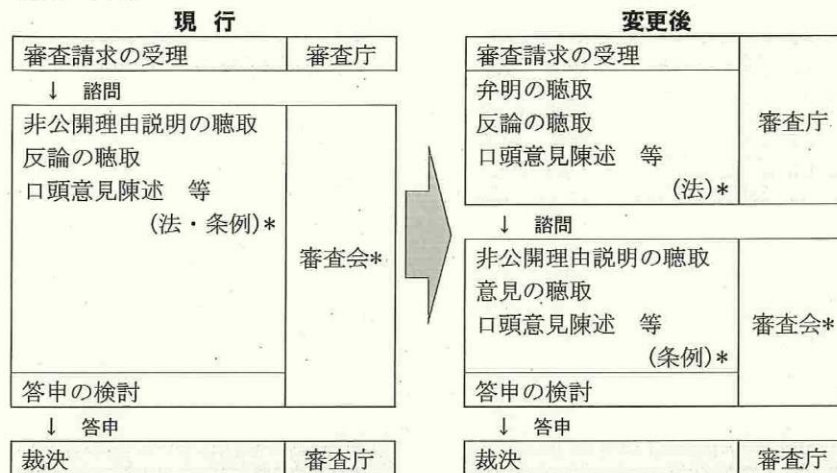 現 行
審査請求の受理 審査庁
↓ 諮問
非公開理由説明の聴取
反論の聴取
口頭意見陳述 等
(法・条例)*
審査会*
答申の検討
↓ 答申
裁決 審査庁
変更後
審査請求の受理
弁明の聴取
反論の聴取
口頭意見陳述 等
(法)*
審査庁
↓ 諮問
非公開理由説明の聴取
意見の聴取
口頭意見陳述 等
(条例)*
審査会*
答申の検討
↓ 答申
裁決 審査庁